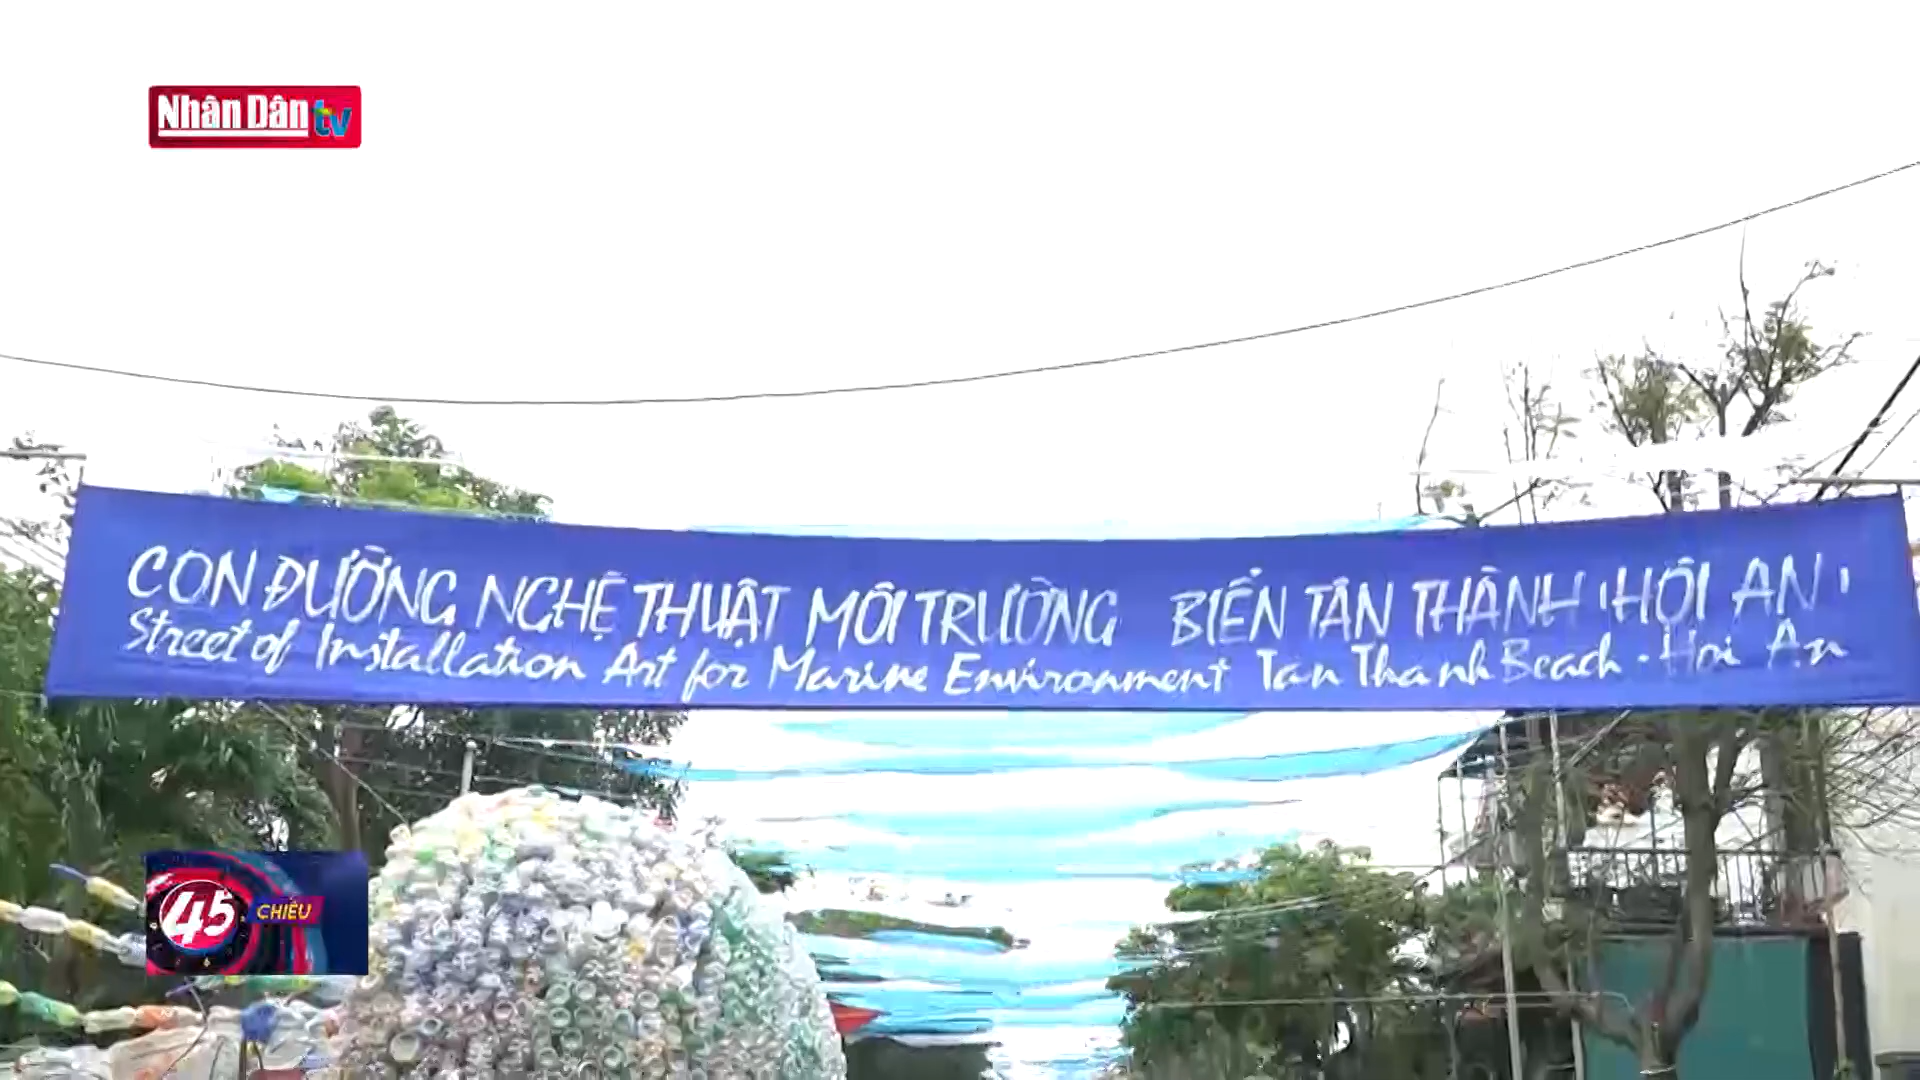 Nhân Dân tv
CON ĐƯỜNG NGHỆ THUẬT MÔI TRƯỜNG BIỂN TÂN THÀNH HỘI AN
Street of Installation Art for Marine Environment Tan Thanh Beach - Hoi An
45 CHIỀU